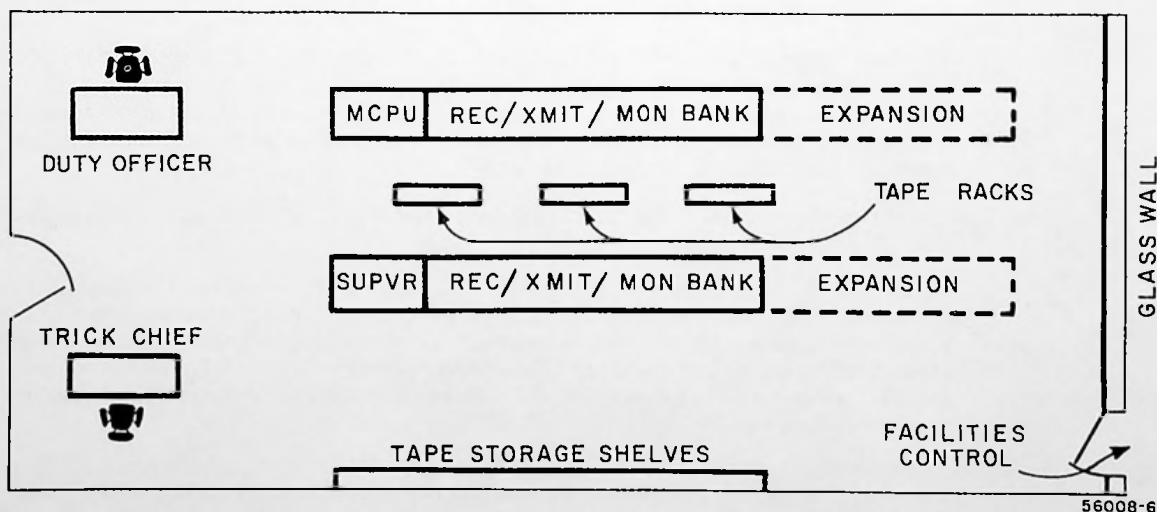 DUTY OFFICER
MCPU REC/XMIT/ MON BANK EXPANSION
TAPE RACKS
SUPVR REC/XMIT/ MON BANK EXPANSION
GLASS WALL
TRICK CHIEF
TAPE STORAGE SHELVES
FACILITIES
CONTROL
56008-6